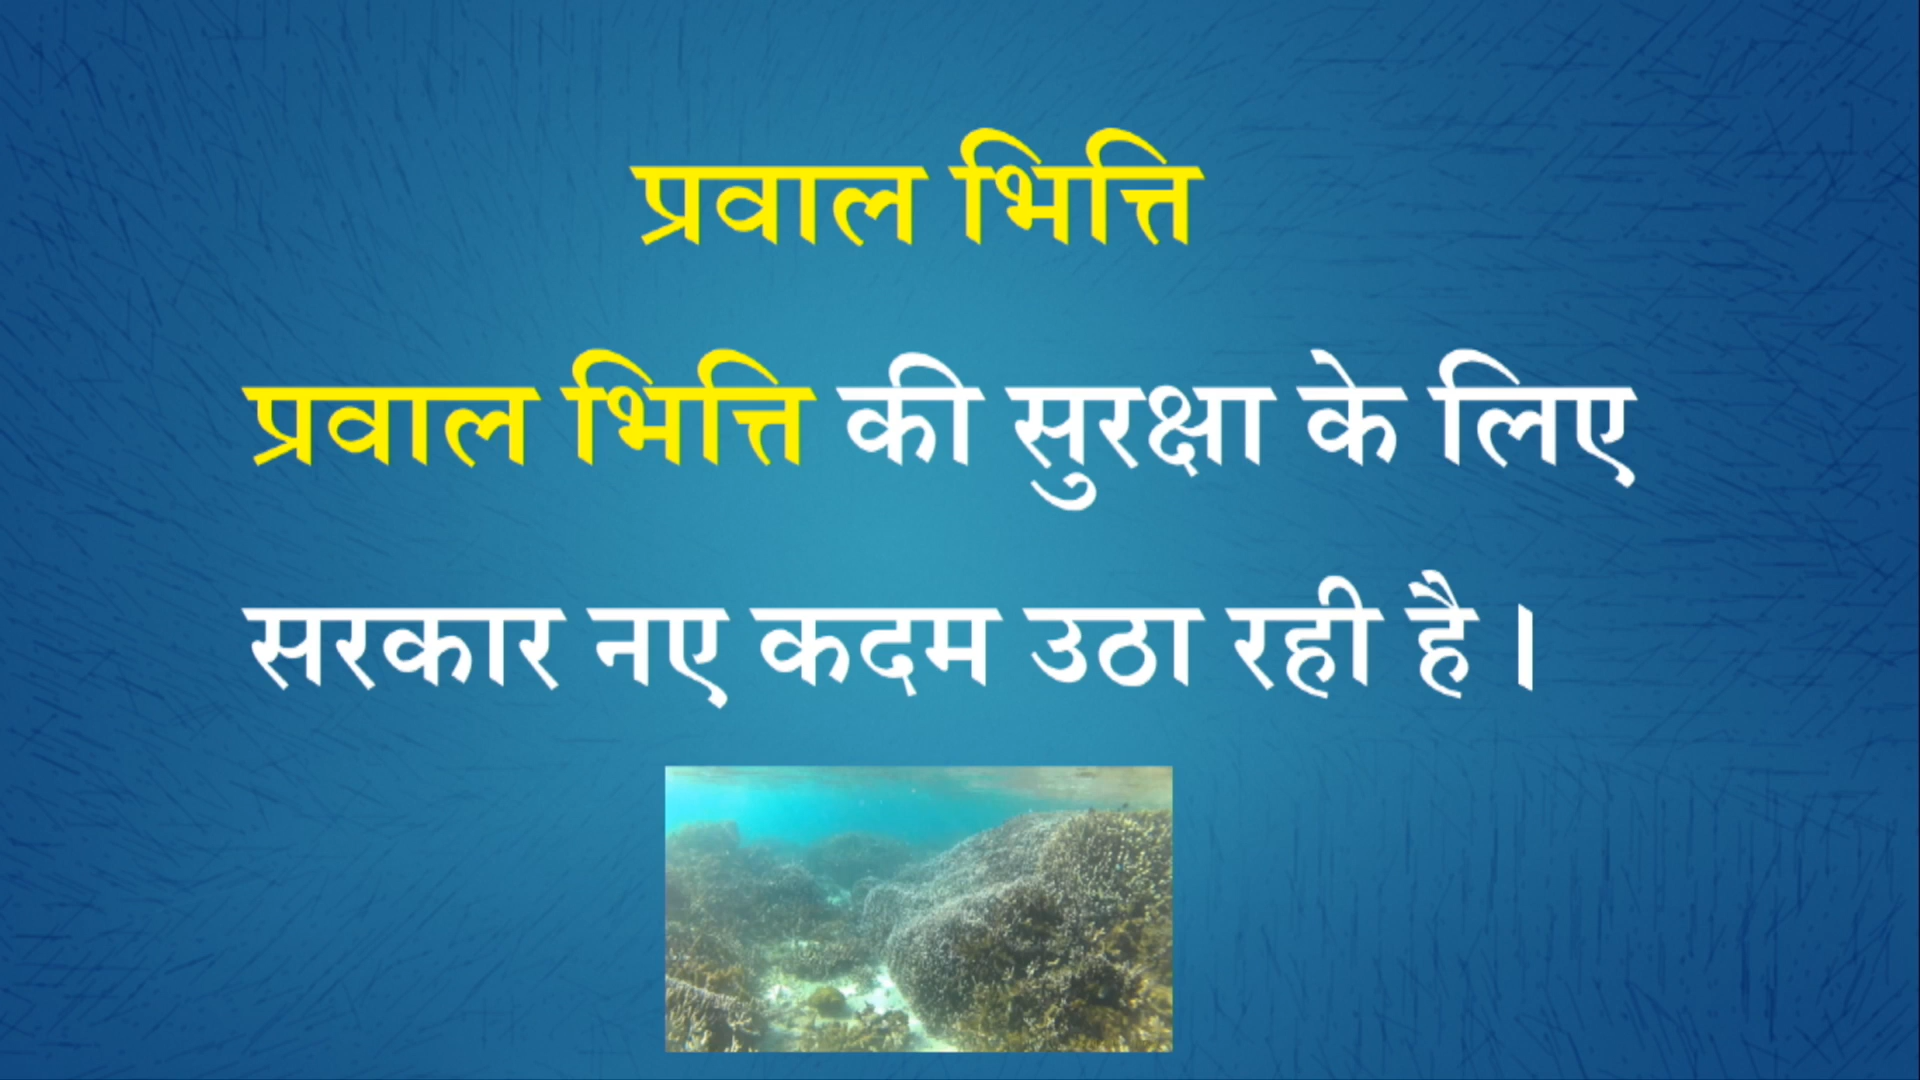 प्रवाल भित्ति
प्रवाल भित्ति की सुरक्षा के लिए
सरकार नए कदम उठा रही है।